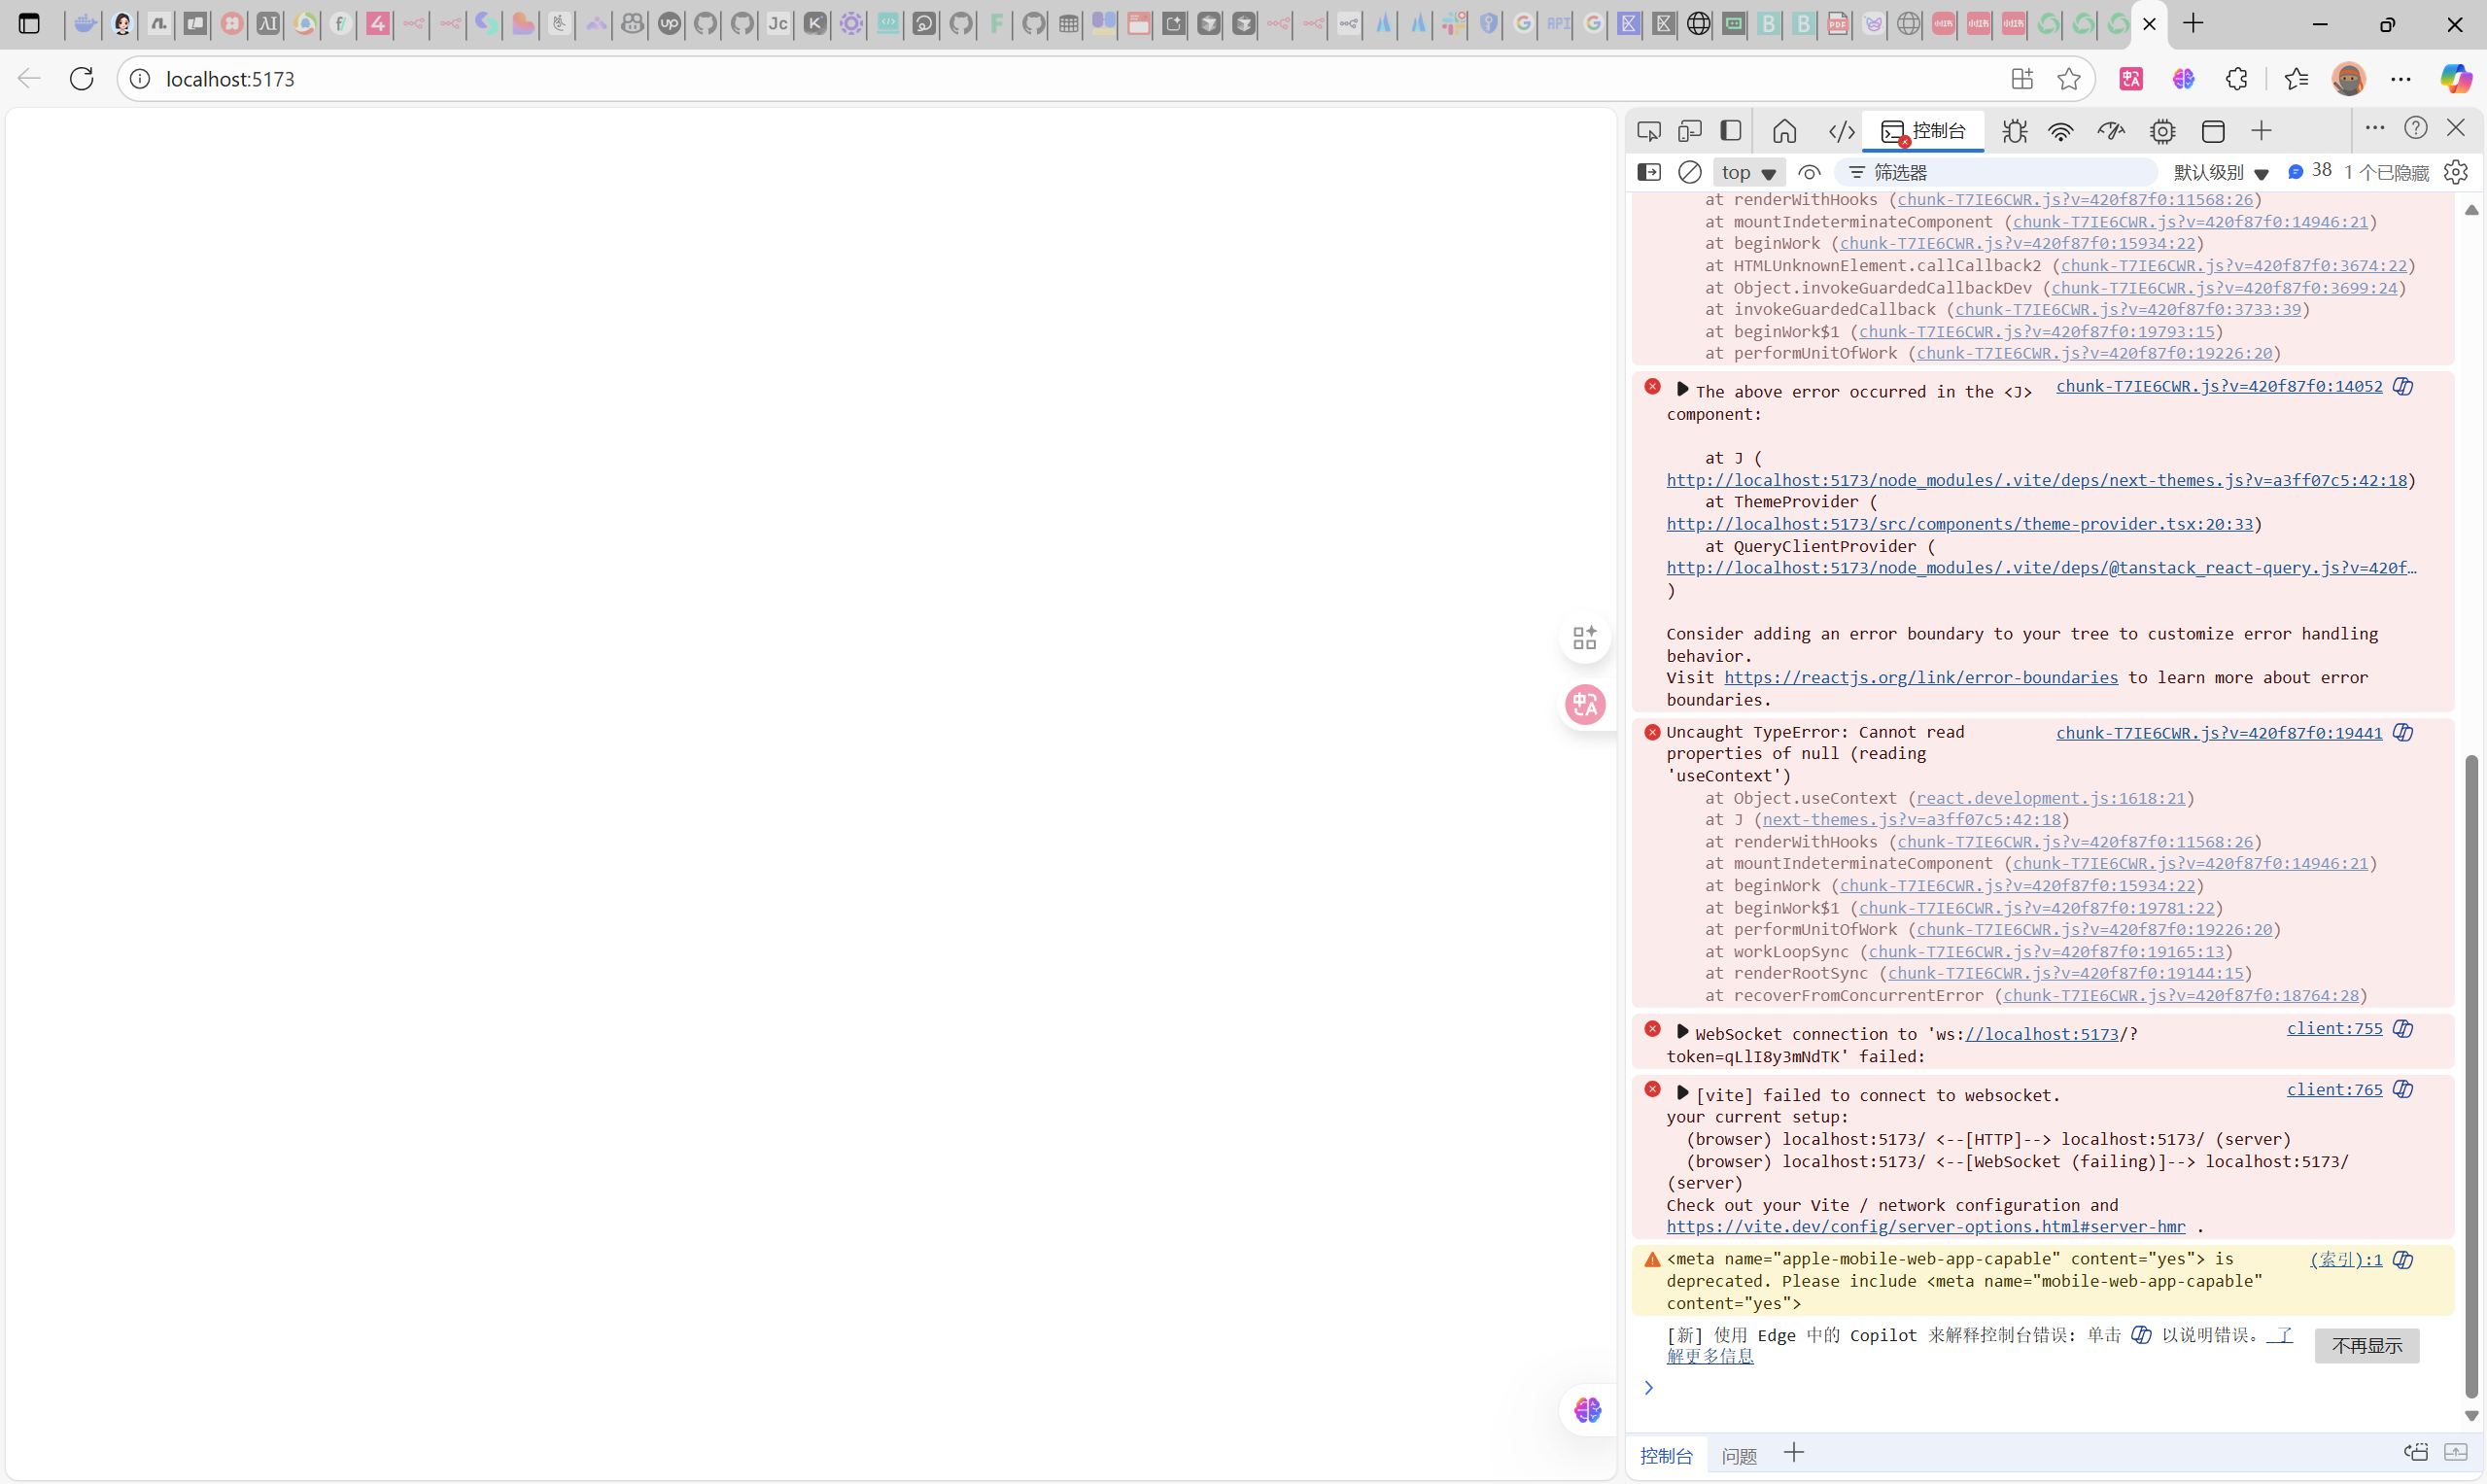 localhost:5173
控制台
top
筛选器
默认级别
38
1 个已隐藏
at renderWithHooks (chunk-T7IE6CWR.js?v=420f87f0:11568:26)
at mountIndeterminateComponent (chunk-T7IE6CWR.js?v=420f87f0:14946:21)
at beginWork (chunk-T7IE6CWR.js?v=420f87f0:15934:22)
at HTMLUnknownElement.callCallback2 (chunk-T7IE6CWR.js?v=420f87f0:3674:22)
at Object.invokeGuardedCallbackDev (chunk-T7IE6CWR.js?v=420f87f0:3699:24)
at invokeGuardedCallback (chunk-T7IE6CWR.js?v=420f87f0:3733:39)
at beginWork$1 (chunk-T7IE6CWR.js?v=420f87f0:19793:15)
at performUnitOfWork (chunk-T7IE6CWR.js?v=420f87f0:19226:20)
The above error occurred in the <J> chunk-T7IE6CWR.js?v=420f87f0:14052
component:
at J (
http://localhost:5173/node_modules/.vite/deps/next-themes.js?v=a3ff07c5:42:18)
at ThemeProvider (
http://localhost:5173/src/components/theme-provider.tsx:20:33)
at QueryClientProvider (
http://localhost:5173/node_modules/.vite/deps/@tanstack_react-query.js?v=420f…
)
Consider adding an error boundary to your tree to customize error handling
behavior.
Visit https://reactjs.org/link/error-boundaries to learn more about error
boundaries.
Uncaught TypeError: Cannot read chunk-T7IE6CWR.js?v=420f87f0:19441
properties of null (reading
'useContext')
at Object.useContext (react.development.js:1618:21)
at J (next-themes.js?v=a3ff07c5:42:18)
at renderWithHooks (chunk-T7IE6CWR.js?v=420f87f0:11568:26)
at mountIndeterminateComponent (chunk-T7IE6CWR.js?v=420f87f0:14946:21)
at beginWork (chunk-T7IE6CWR.js?v=420f87f0:15934:22)
at beginWork$1 (chunk-T7IE6CWR.js?v=420f87f0:19781:22)
at performUnitOfWork (chunk-T7IE6CWR.js?v=420f87f0:19226:20)
at workLoopSync (chunk-T7IE6CWR.js?v=420f87f0:19165:13)
at renderRootSync (chunk-T7IE6CWR.js?v=420f87f0:19144:15)
at recoverFromConcurrentError (chunk-T7IE6CWR.js?v=420f87f0:18764:28)
WebSocket connection to 'ws://localhost:5173/? client:755
token=qLlI8y3mNdTK' failed:
[vite] failed to connect to websocket. client:765
your current setup:
(browser) localhost:5173/ <--[HTTP]--> localhost:5173/ (server)
(browser) localhost:5173/ <--[WebSocket (failing)]--> localhost:5173/
(server)
Check out your Vite / network configuration and
https://vite.dev/config/server-options.html#server-hmr .
<meta name="apple-mobile-web-app-capable" content="yes"> is (索引):1
deprecated. Please include <meta name="mobile-web-app-capable"
content="yes">
[新] 使用 Edge 中的 Copilot 来解释控制台错误: 单击 以说明错误。 了
解更多信息
不再显示
控制台
问题